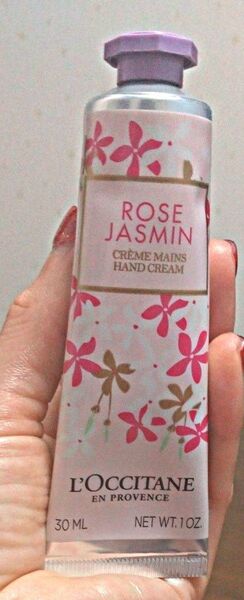 ROSE
JASMIN
CRÈME MAINS
HAND CREAM
L'OCCITANE
EN PROVENCE
30 ML NET WT. 1 OZ.